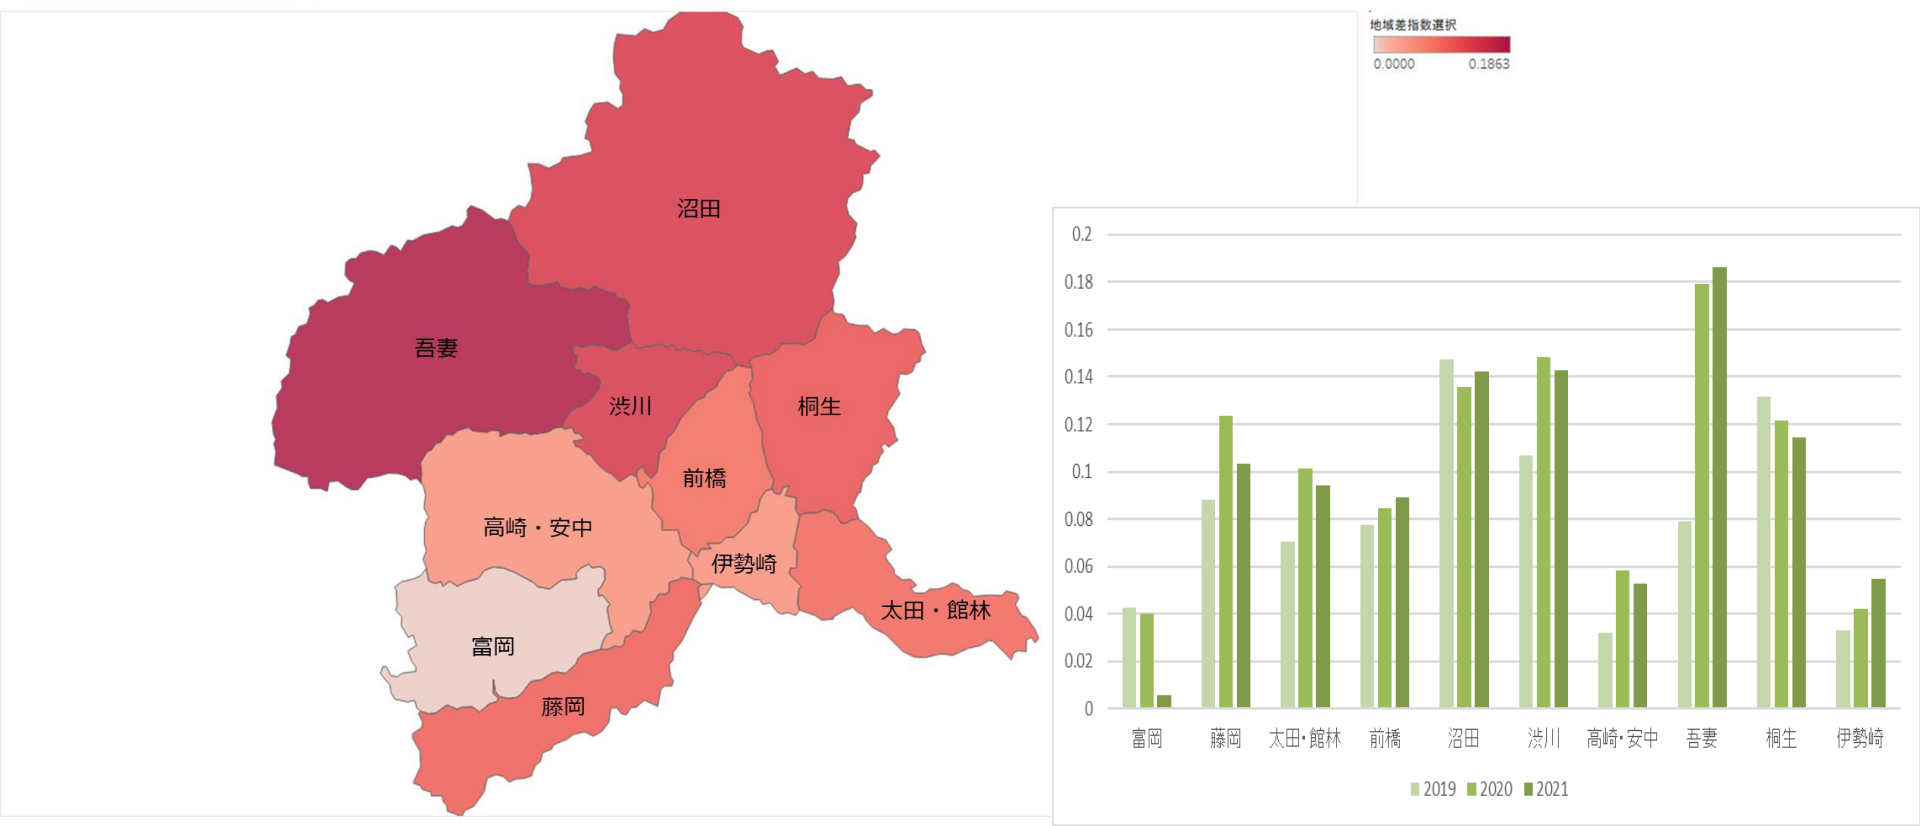 地域差指数選択
0.0000 0.1863
沼田
吾妻
渋川
桐生
前橋
高崎・安中
伊勢崎
太田・館林
富岡
藤岡
0.2
0.18
0.16
0.14
0.12
0.1
0.08
0.06
0.04
0.02
0
富岡 藤岡 太田・館林 前橋 沼田 渋川 高崎・安中 吾妻 桐生 伊勢崎
2019 2020 2021